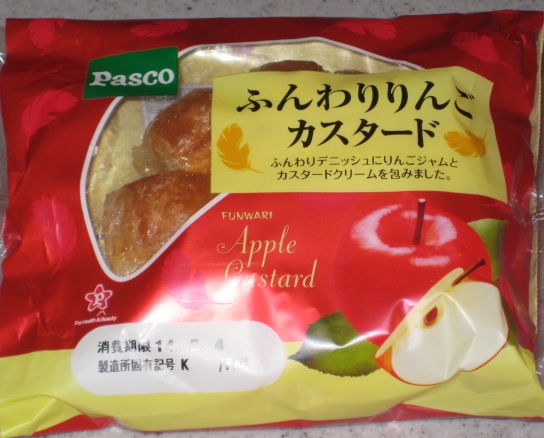 Pasco
ふんわりりんご
カスタード
ふんわりデニッシュにりんごジャムと
カスタードクリームを包みました。
FUNWARI
Apple
Custard
For Health & Beauty
消費期限
製造所固有記号 K